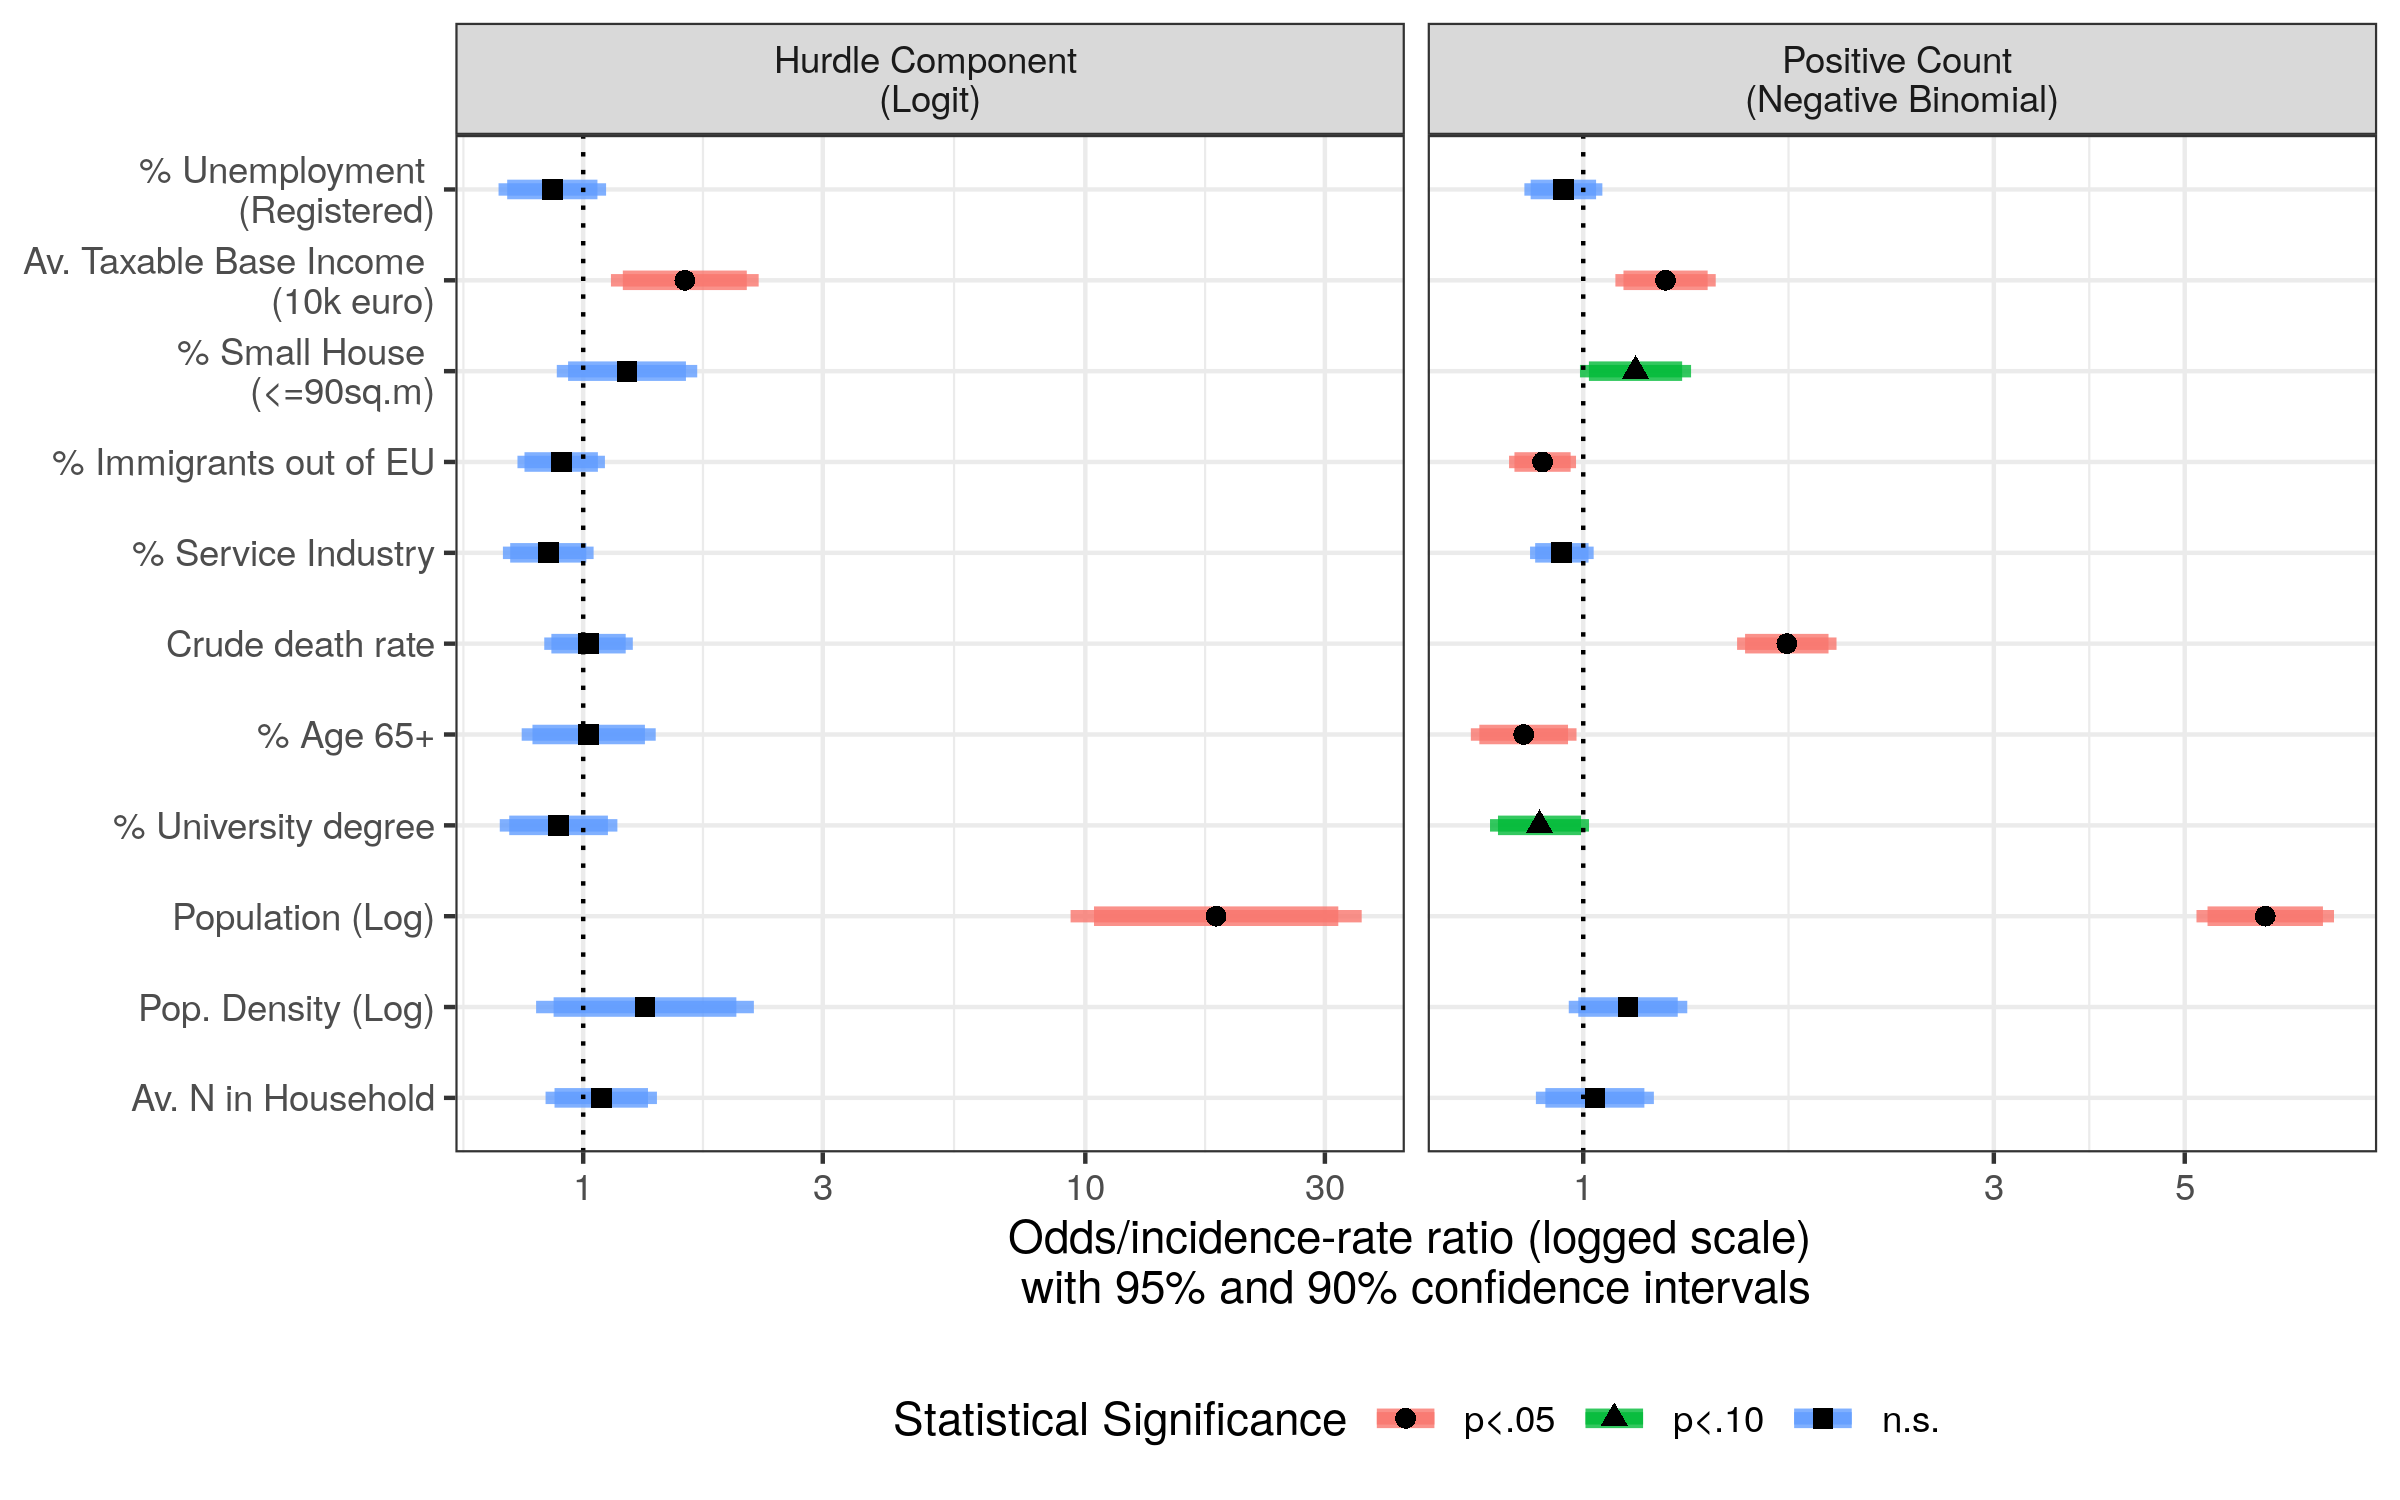 Hurdle Component
(Logit)
Positive Count
(Negative Binomial)
% Unemployment
(Registered)
Av. Taxable Base Income
(10k euro)
% Small House
(<=90sq.m)
% Immigrants out of EU
% Service Industry
Crude death rate
% Age 65+
% University degree
Population (Log)
Pop. Density (Log)
Av. N in Household
1 3 10 30
1 3 5
Odds/incidence-rate ratio (logged scale)
with 95% and 90% confidence intervals
Statistical Significance p<.05 p<.10 n.s.